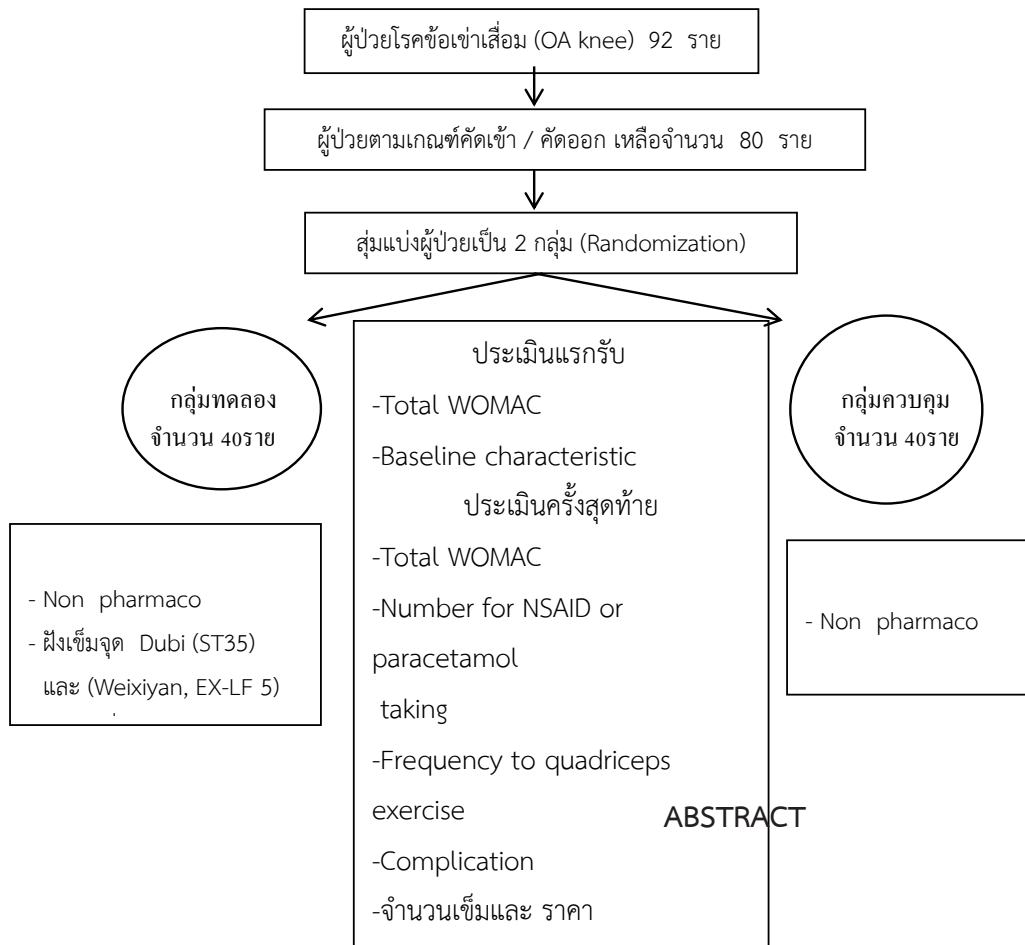 ผู้ป่วยโรคข้อเข่าเสื่อม (OA knee) 92 ราย
ผู้ป่วยตามเกณฑ์คัดเข้า / คัดออก เหลือจำนวน 80 ราย
สุ่มแบ่งผู้ป่วยเป็น 2 กลุ่ม (Randomization)
กลุ่มทดลอง
จำนวน 40ราย
- Non pharmaco
- ฝังเข็มจุด Dubi (ST35)
และ (Weixiyan, EX-LF 5)
ประเมินแรกรับ
-Total WOMAC
-Baseline characteristic
ประเมินครั้งสุดท้าย
-Total WOMAC
-Number for NSAID or
paracetamol
taking
-Frequency to quadriceps
exercise
-Complication
-จำนวนเข็มและ ราคา
ABSTRACT
กลุ่มควบคุม
จำนวน 40ราย
- Non pharmaco